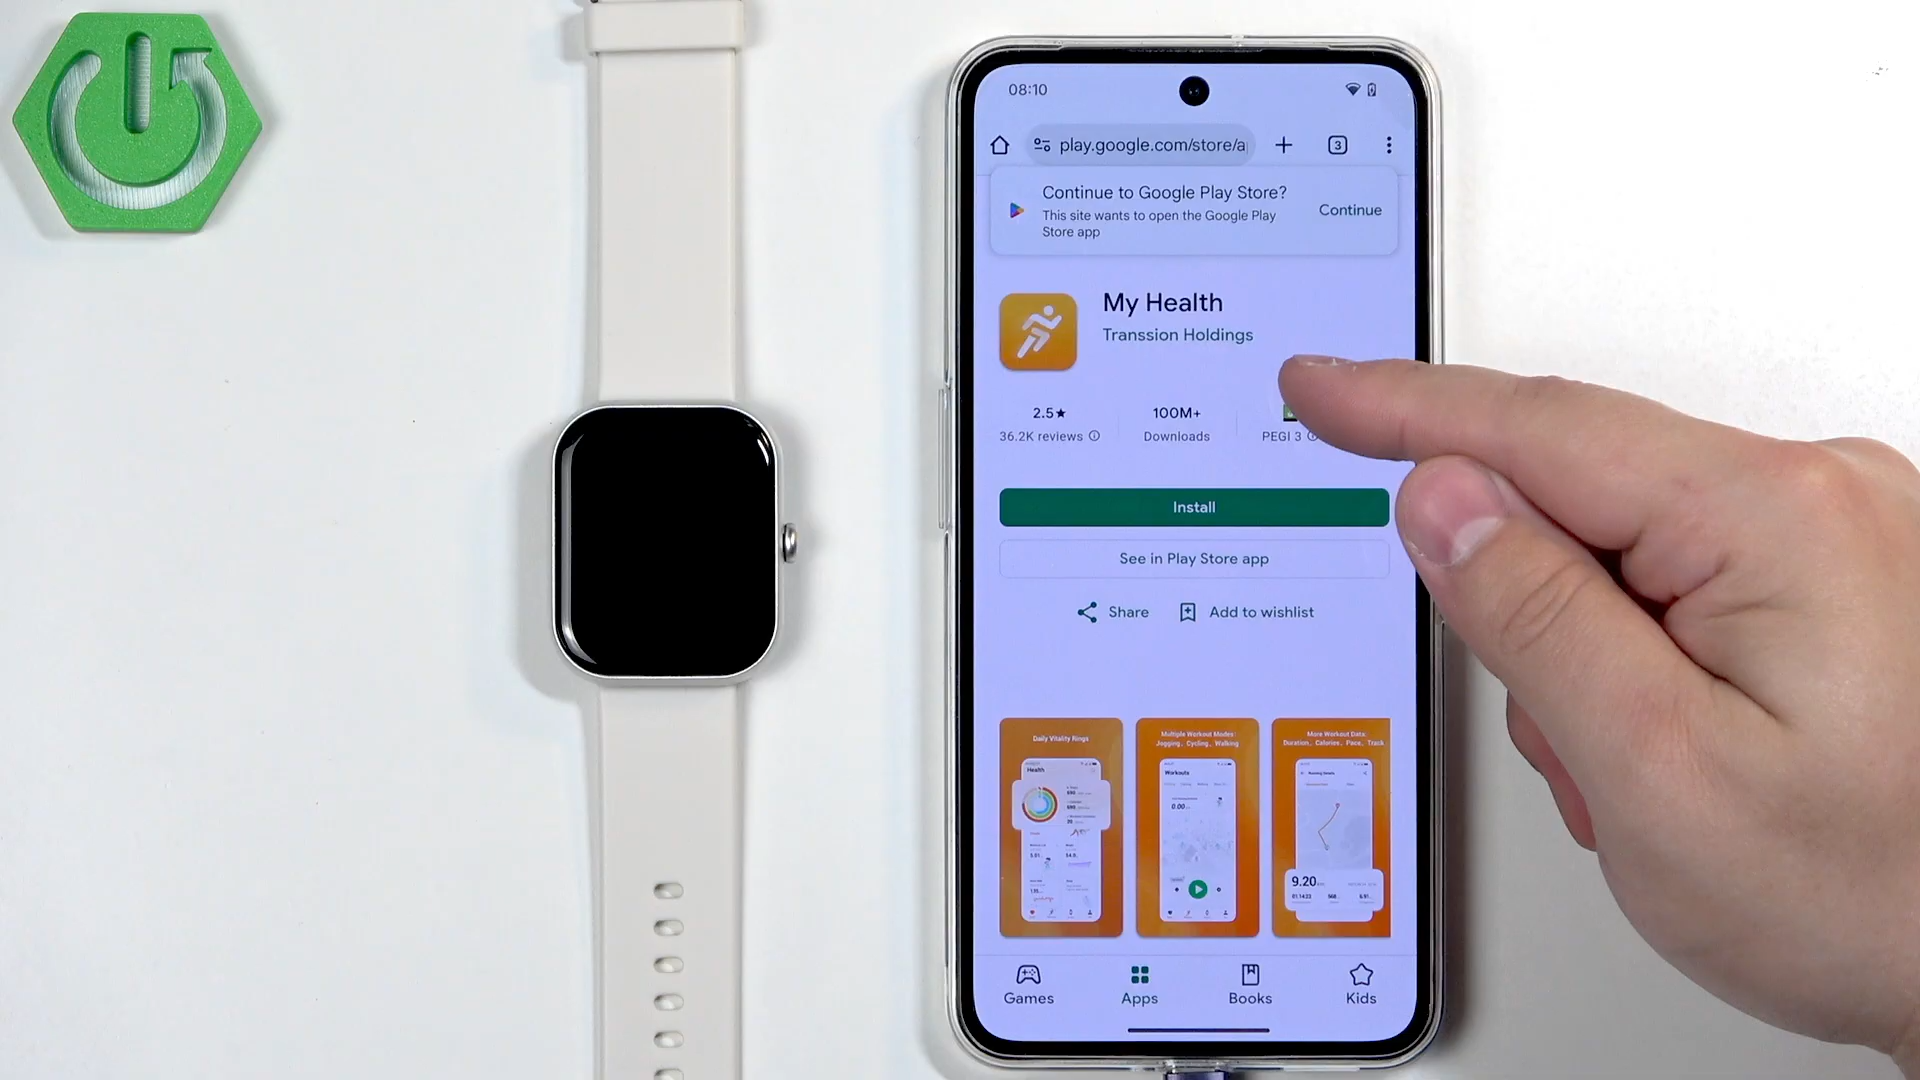 08:10
play.google.com/store/a
3
Continue to Google Play Store?
This site wants to open the Google Play
Store app
Continue
My Health
Transsion Holdings
2.5★
36.2K reviews
100M+
Downloads
PEGI 3
Install
See in Play Store app
Share
Add to wishlist
Daily Vitality Rings
Health
Multiple Workout Modes
Jogging, Cycling, Walking
Workouts
0.00
More Workout Data:
Duration, Calories, Pace, Track
9.20
Games
Apps
Books
Kids